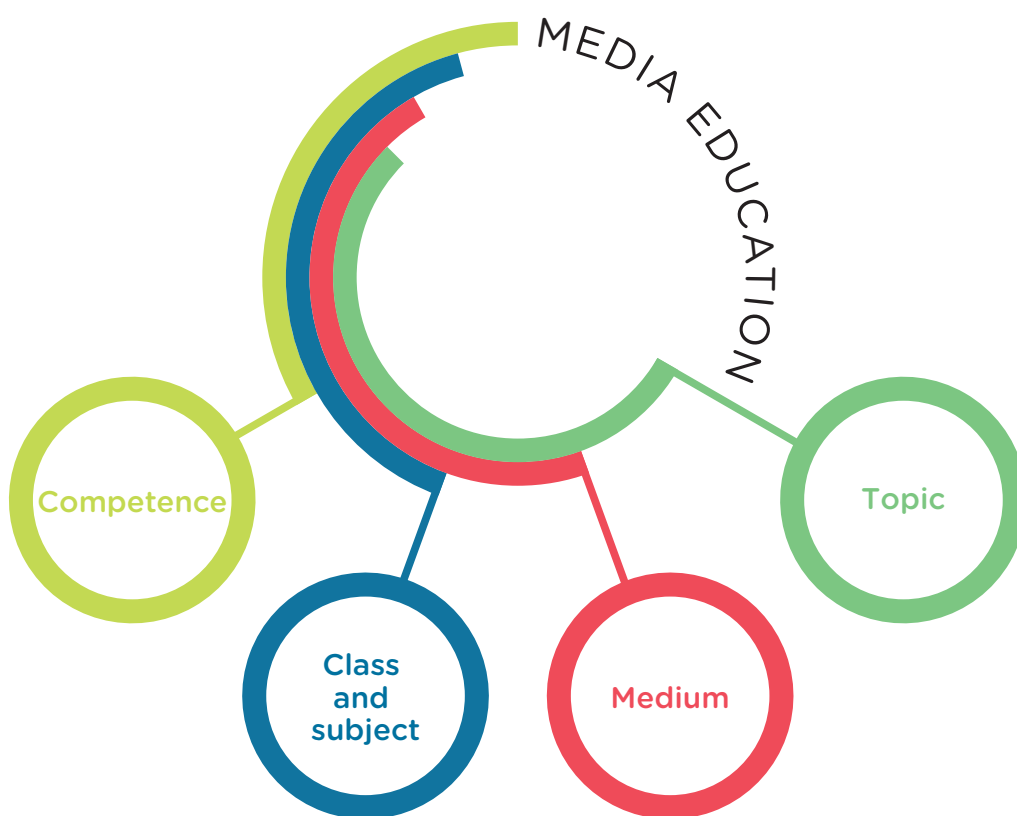 MEDIA EDUCATION
Competence
Class
and
subject
Medium
Topic